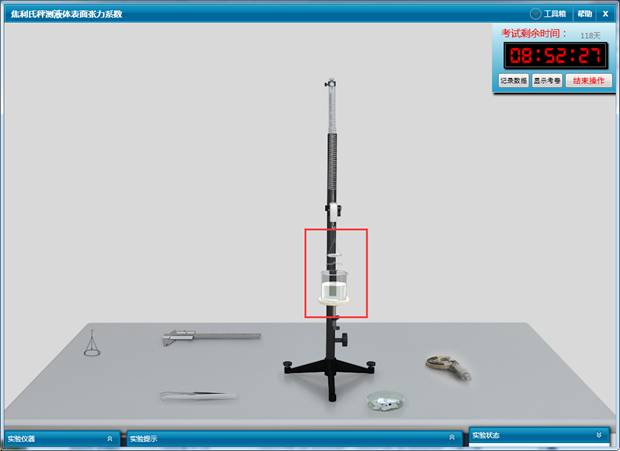 焦利氏秤测液体表面张力系数
工具箱 帮助 X
考试剩余时间： 118天
08:52:27
记录数据 显示考卷 结束操作
实验仪器 实验提示 实验状态